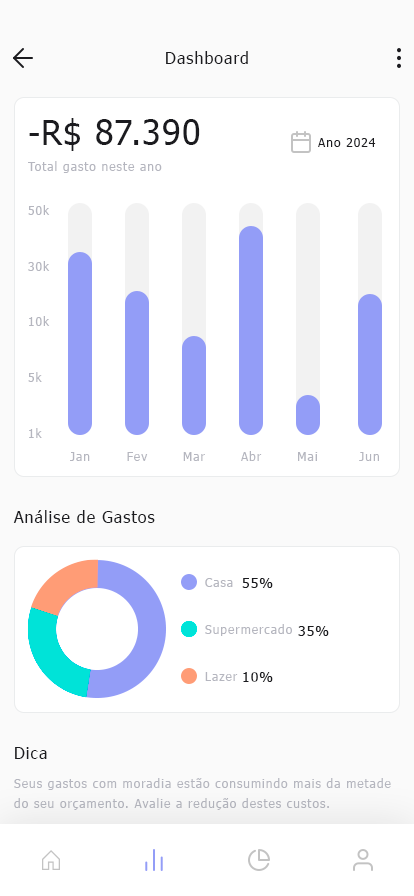 Dashboard
-R$ 87.390
Ano 2024
Total gasto neste ano
50k
30k
10k
5k
1k
Jan Fev Mar Abr Mai Jun
Análise de Gastos
Casa 55%
Supermercado 35%
Lazer 10%
Dica
Seus gastos com moradia estão consumindo mais da metade
do seu orçamento. Avalie a redução destes custos.